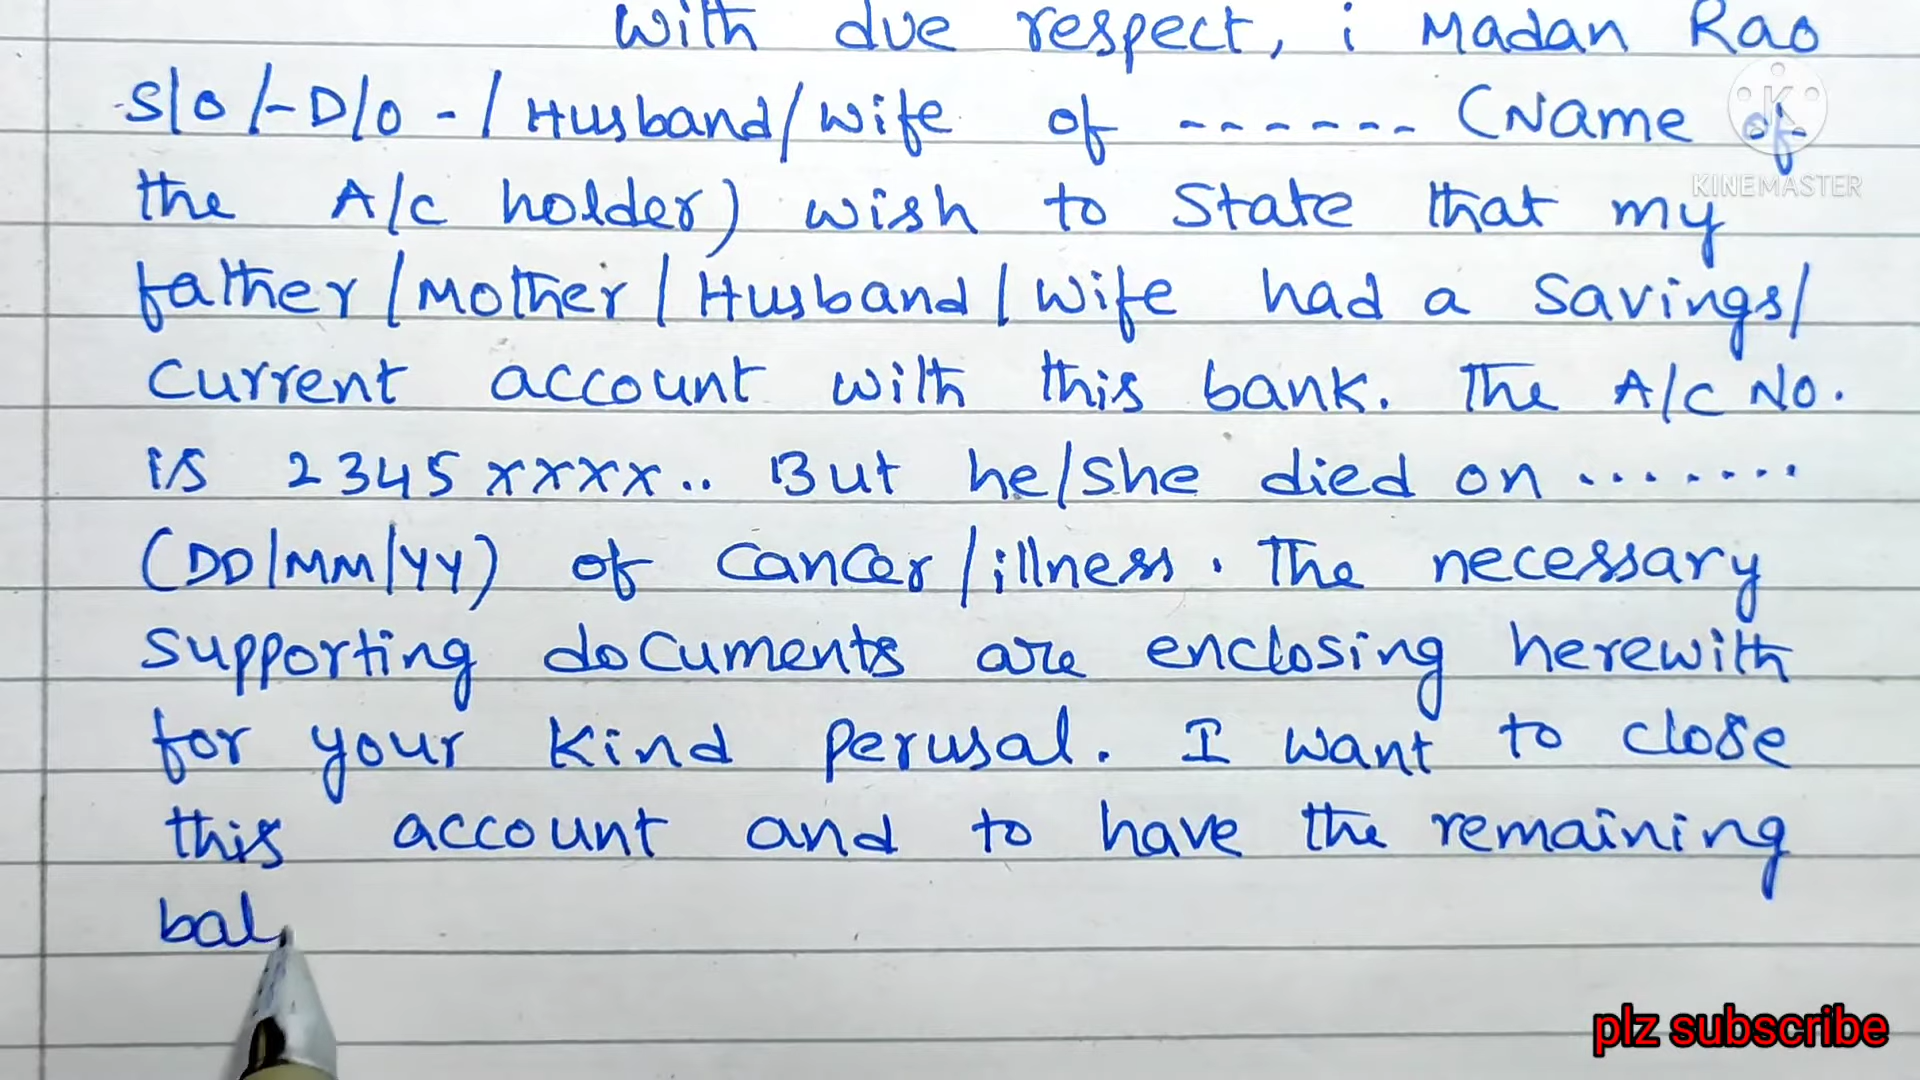 with due respect, i Madan Rao
S/o /-D/o - / Husband/wife of ------ (Name of
the A/c holder) wish to State that my
father/Mother/Husband/wife had a Savings/
Current account with this bank. The A/C No.
is 2345xxxx.. But he/she died on .......
(DD/MM/YY) of Cancer/illness. The necessary
supporting documents are enclosing herewith
for your kind perusal. I want to close
this account and to have the remaining
bal
KINEMASTER
plz subscribe